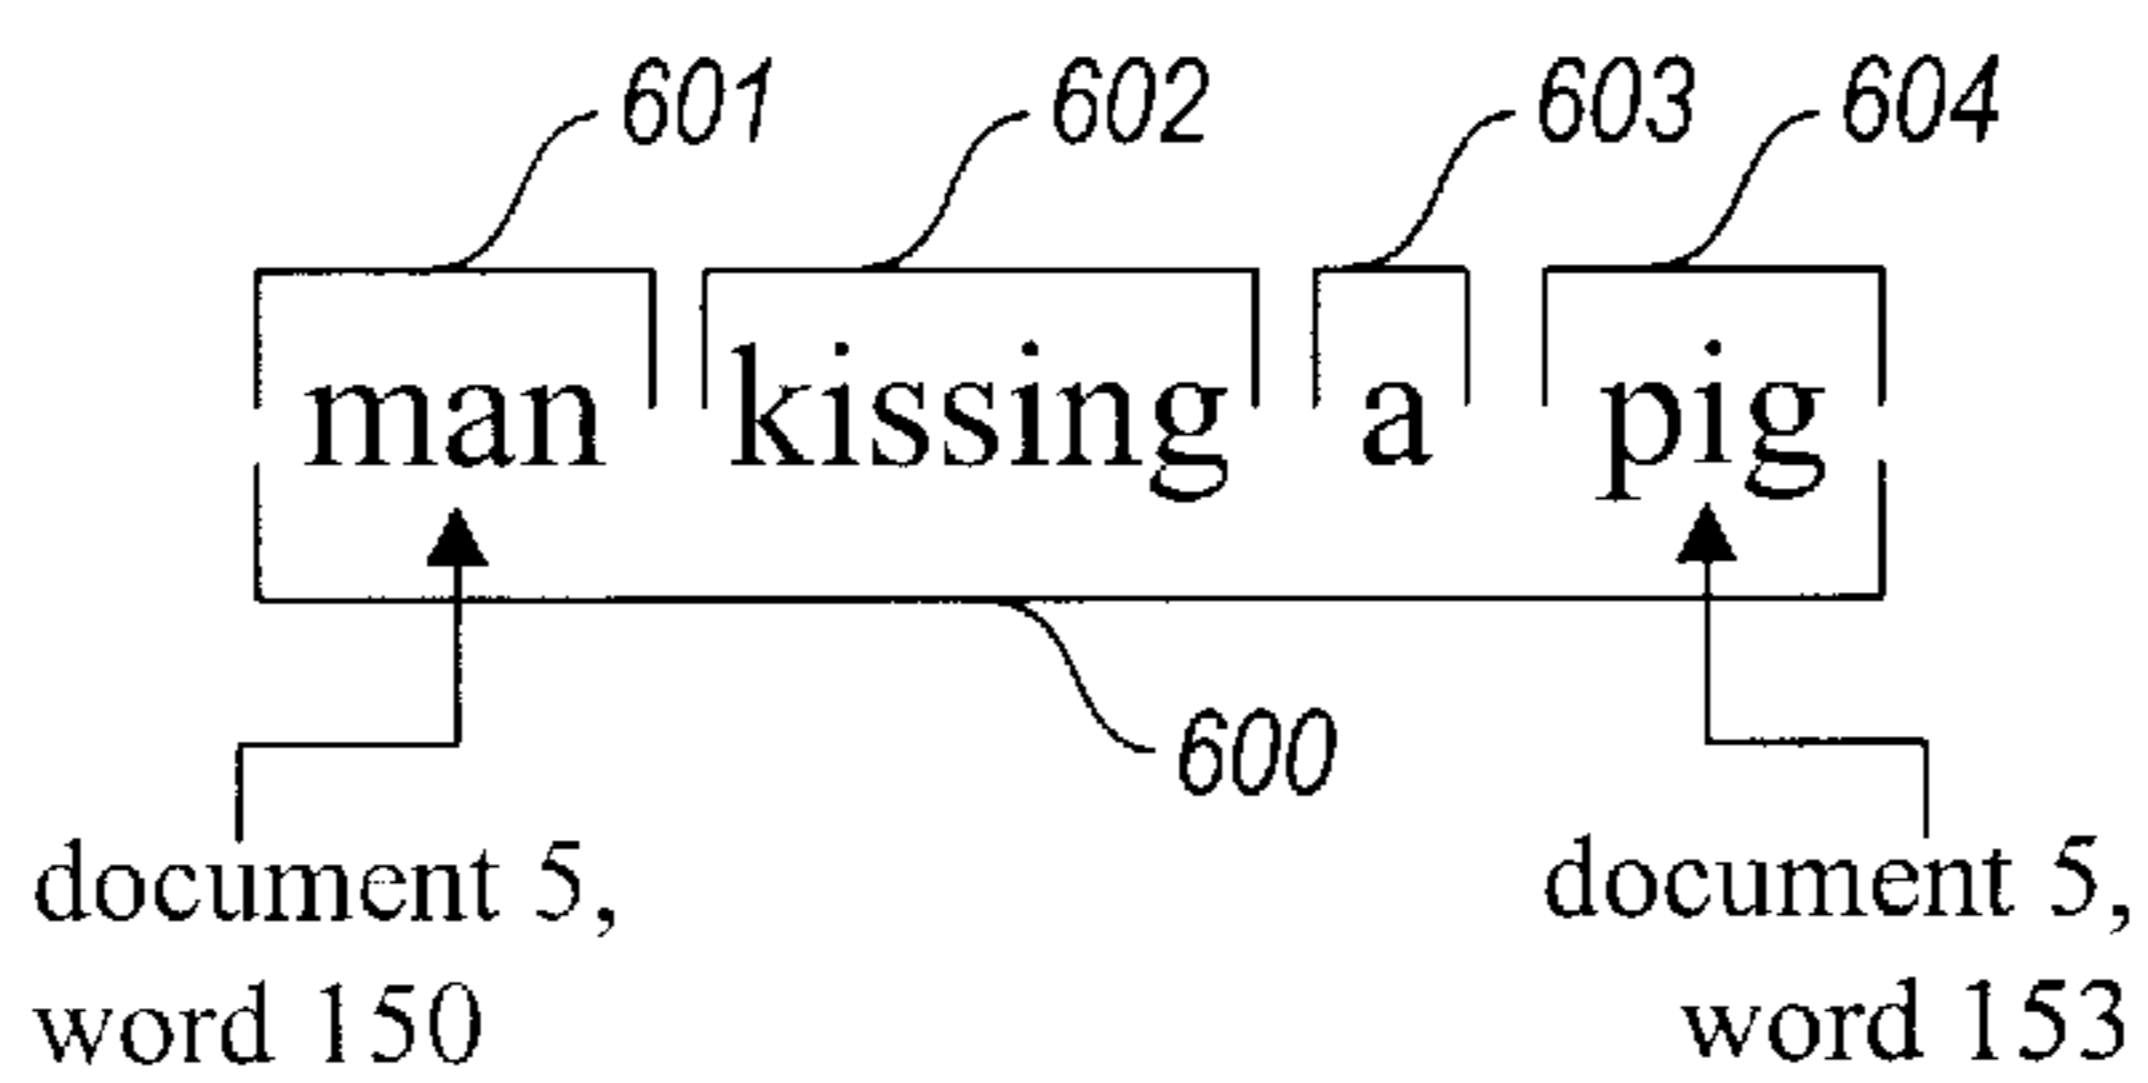 601 602 603 604
man kissing a pig
600
document 5, document 5,
word 150 word 153